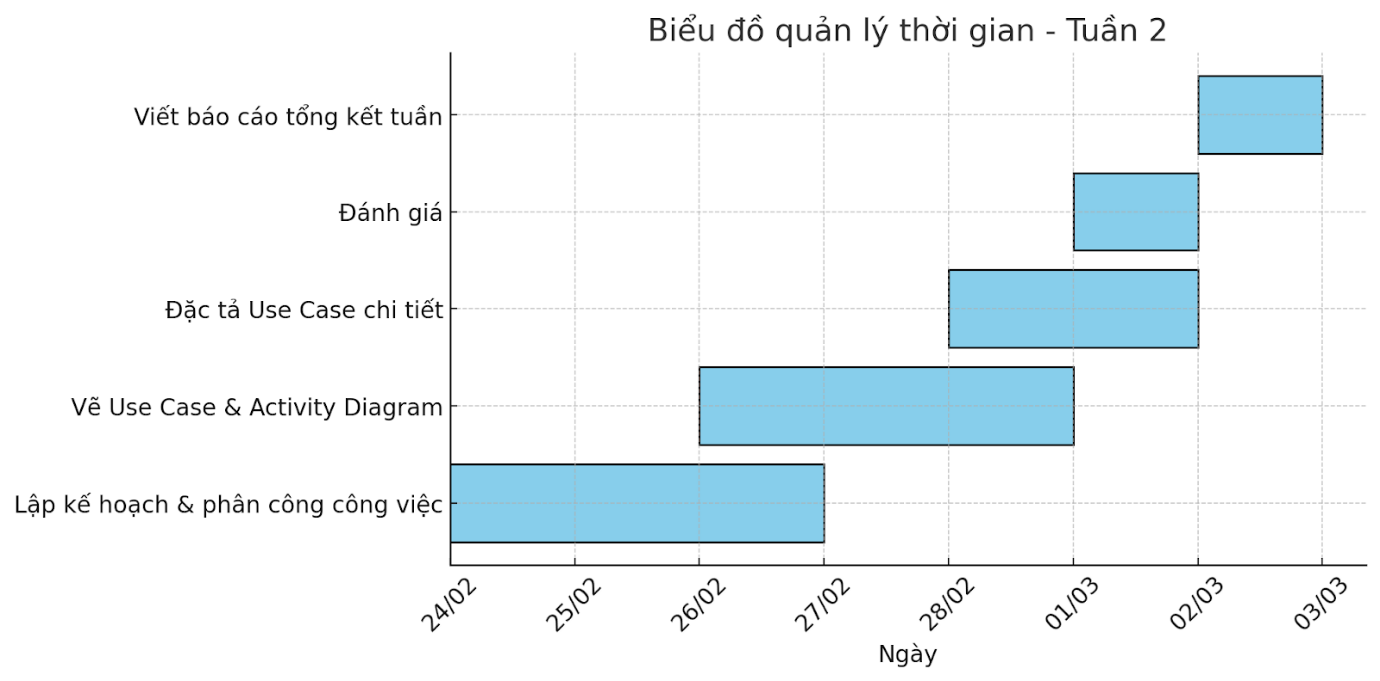 Biểu đồ quản lý thời gian - Tuần 2
Viết báo cáo tổng kết tuần
Đánh giá
Đặc tả Use Case chi tiết
Vẽ Use Case & Activity Diagram
Lập kế hoạch & phân công công việc
24/02
25/02
26/02
27/02
28/02
01/03
02/03
03/03
Ngày